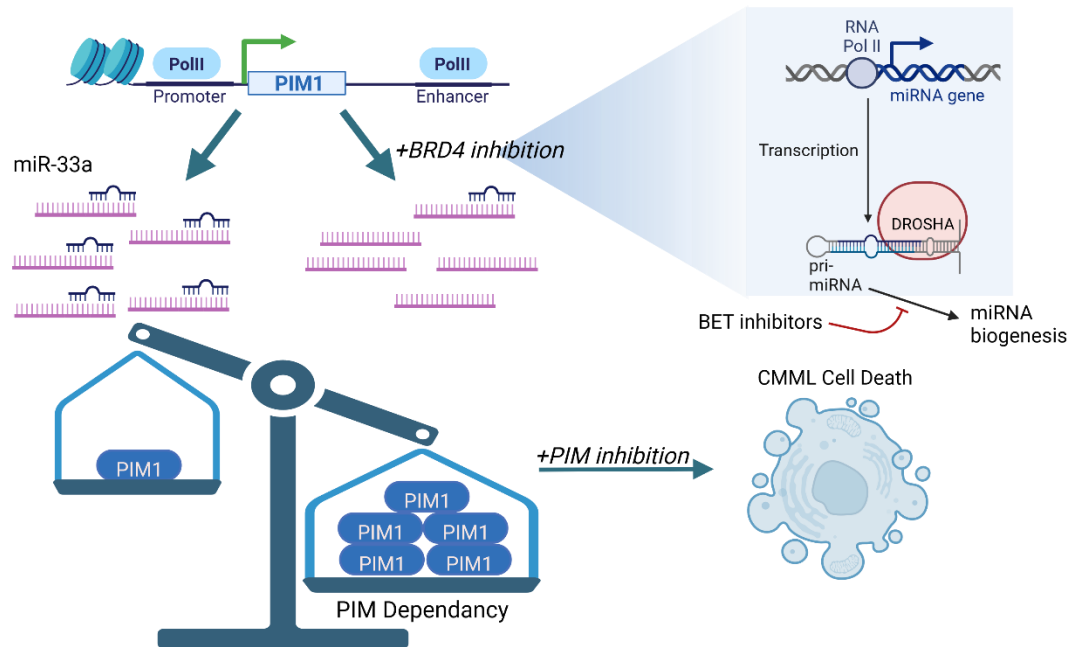 PolII
PIM1
PolII
Promoter
Enhancer
miR-33a
+BRD4 inhibition
RNA
Pol II
miRNA gene
Transcription
DROSHA
pri-
miRNA
BET inhibitors
miRNA
biogenesis
PIM1
PIM1
PIM1
PIM1
PIM1
PIM1
PIM Dependancy
+PIM inhibition
CMML Cell Death